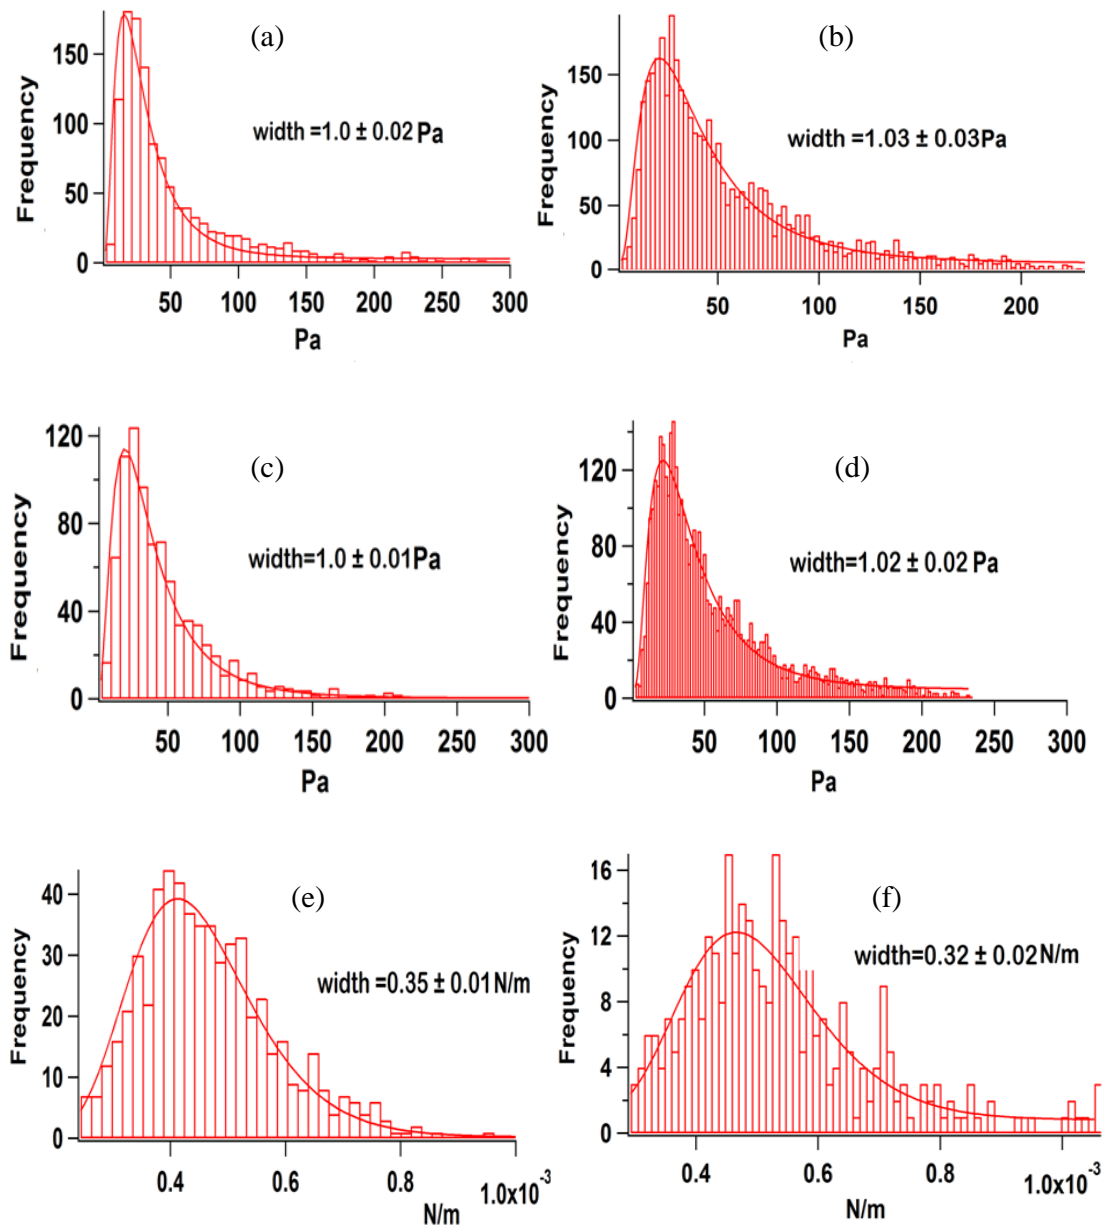 (a)
Frequency
150
100
50
0
width =1.0 ± 0.02 Pa
50 100 150 200 250 300
Pa
(b)
Frequency
150
100
50
0
width =1.03 ± 0.03Pa
50 100 150 200
Pa
(c)
Frequency
120
80
40
0
width=1.0 ± 0.01 Pa
50 100 150 200 250 300
Pa
(d)
Frequency
120
80
40
0
width=1.02 ± 0.02 Pa
50 100 150 200 250 300
Pa
(e)
Frequency
40
30
20
10
0
width =0.35 ± 0.01 N/m
0.4 0.6 0.8 1.0x10⁻³
N/m
(f)
Frequency
16
12
8
4
0
width=0.32 ± 0.02 N/m
0.4 0.6 0.8 1.0x10⁻³
N/m